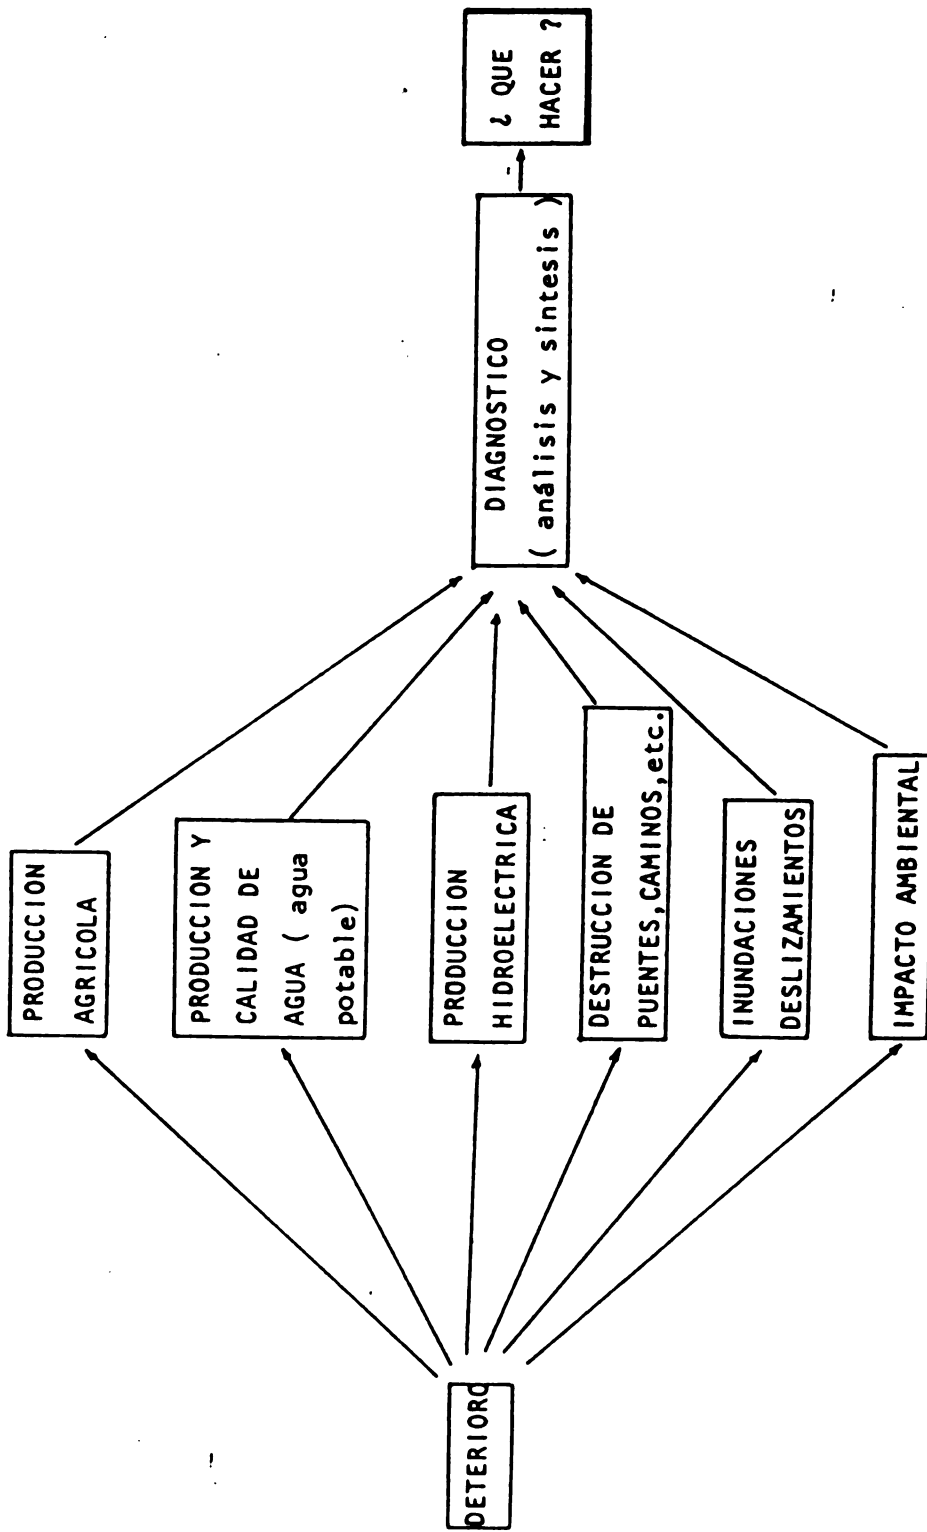 DETERIORO
PRODUCCION
AGRICOLA
PRODUCCION Y
CALIDAD DE
AGUA ( agua
potable)
PRODUCCION
HIDROELECTRICA
DESTRUCCION DE
PUENTES,CAMINOS,etc.
INUNDACIONES
DESLIZAMIENTOS
IMPACTO AMBIENTAL
DIAGNOSTICO
( análisis y sintesis )
¿ QUE
HACER ?